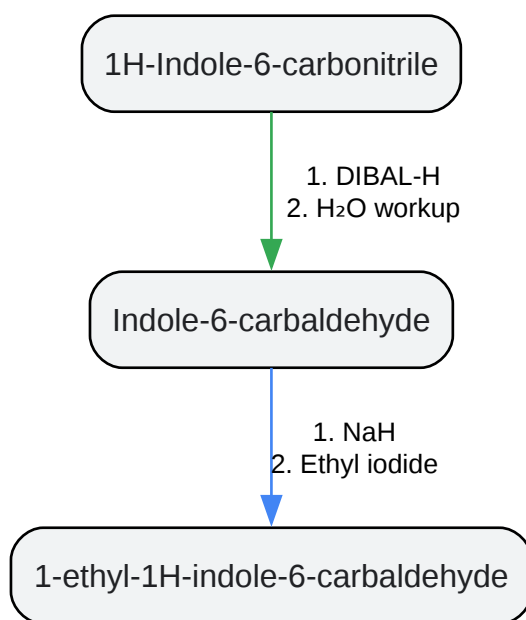 1H-Indole-6-carbonitrile
1. DIBAL-H
2. H₂O workup
Indole-6-carbaldehyde
1. NaH
2. Ethyl iodide
1-ethyl-1H-indole-6-carbaldehyde